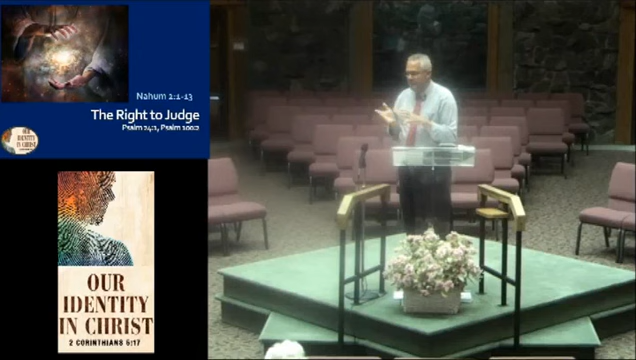 Nahum 2:1-13
The Right to Judge
Psalm 24:1, Psalm 100:2
OUR
IDENTITY
IN CHRIST
OUR
IDENTITY
IN CHRIST
2 CORINTHIANS 5:17